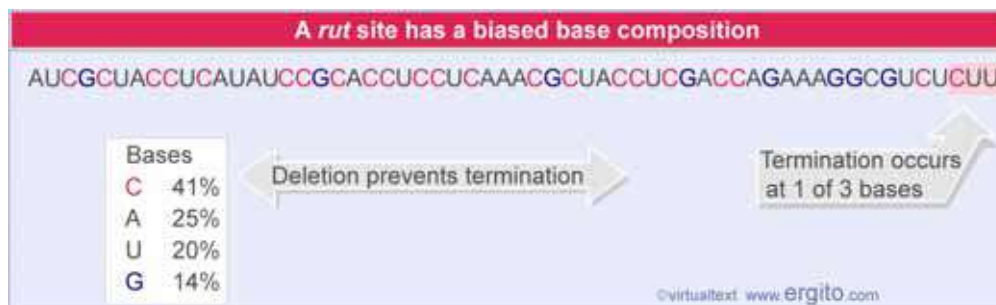 A rut site has a biased base composition
AUCGCUACCUCAUAUCCGCACCUCCUCAAACGCUACCUCGACCAGAAAGGCGUCUCUU
Bases
C 41%
A 25%
U 20%
G 14%
Deletion prevents termination
Termination occurs
at 1 of 3 bases
©virtualtext www.ergito.com